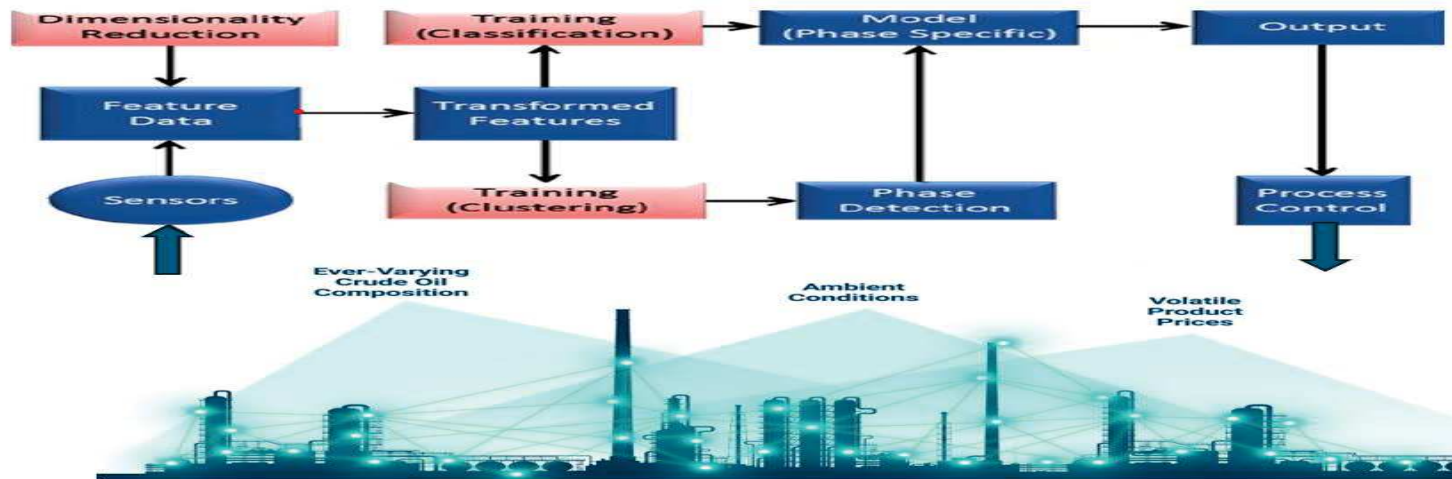 Dimensionality
Reduction
Training
(Classification)
Model
(Phase Specific)
Output
Feature
Data
Transformed
Features
Sensors
Training
(Clustering)
Phase
Detection
Process
Control
Ever-Varying
Crude Oil
Composition
Ambient
Conditions
Volatile
Product
Prices